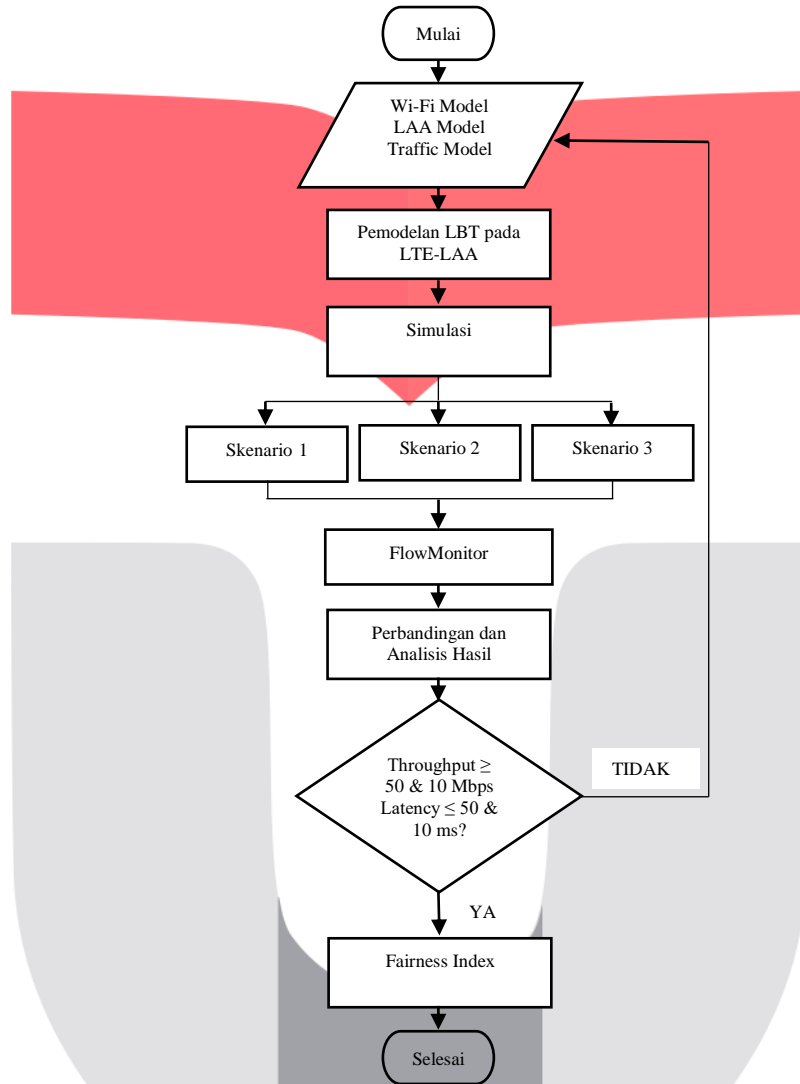 Mulai
Wi-Fi Model
LAA Model
Traffic Model
Pemodelan LBT pada
LTE-LAA
Simulasi
Skenario 1
Skenario 2
Skenario 3
FlowMonitor
Perbandingan dan
Analisis Hasil
Throughput ≥
50 & 10 Mbps
Latency ≤ 50 &
10 ms?
TIDAK
YA
Fairness Index
Selesai